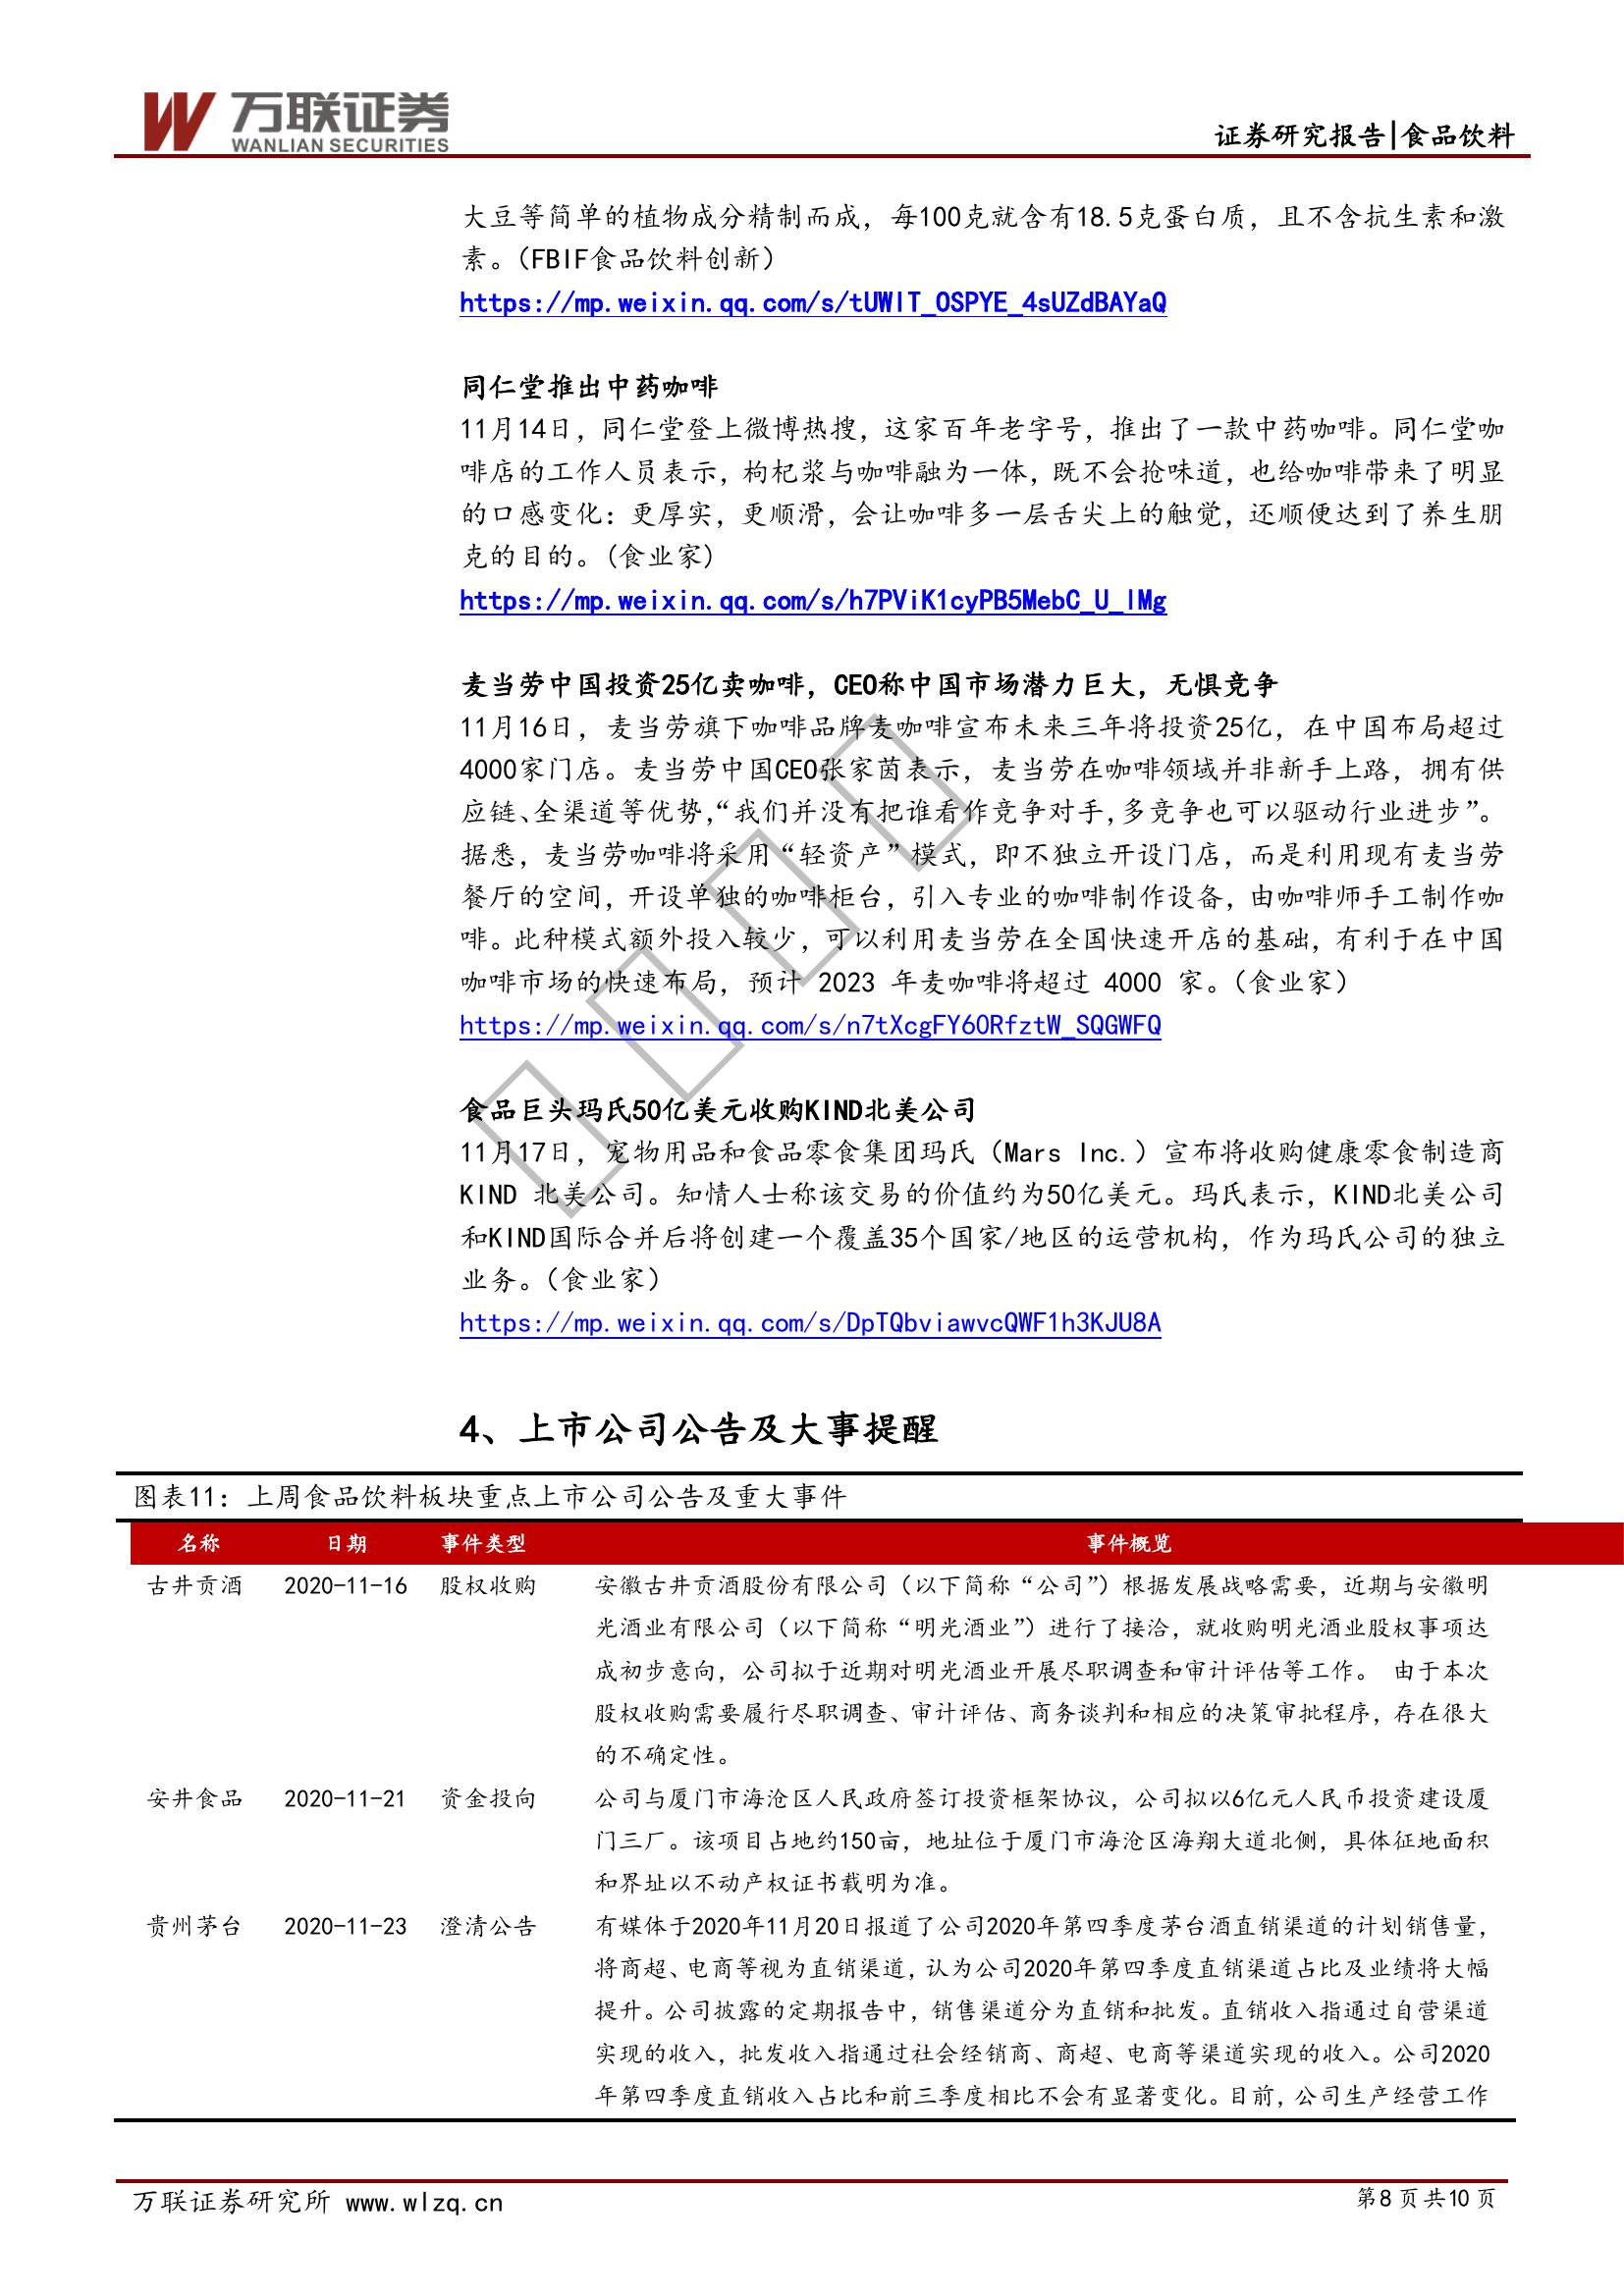 万联证券
WANLIAN SECURITIES
证券研究报告|食品饮料
大豆等简单的植物成分精制而成，每100克就含有18.5克蛋白质，且不含抗生素和激
素。（FBIF食品饮料创新）
https://mp.weixin.qq.com/s/tUWIT_OSPYE_4sUZdBAYaQ
同仁堂推出中药咖啡
11月14日，同仁堂登上微博热搜，这家百年老字号，推出了一款中药咖啡。同仁堂咖
啡店的工作人员表示，枸杞浆与咖啡融为一体，既不会抢味道，也给咖啡带来了明显
的口感变化：更厚实，更顺滑，会让咖啡多一层舌尖上的触觉，还顺便达到了养生朋
克的目的。(食业家)
https://mp.weixin.qq.com/s/h7PViK1cyPB5MebC_U_lMg
麦当劳中国投资25亿卖咖啡，CEO称中国市场潜力巨大，无惧竞争
11月16日，麦当劳旗下咖啡品牌麦咖啡宣布未来三年将投资25亿，在中国布局超过
4000家门店。麦当劳中国CEO张家茵表示，麦当劳在咖啡领域并非新手上路，拥有供
应链、全渠道等优势，“我们并没有把谁看作竞争对手，多竞争也可以驱动行业进步”。
据悉，麦当劳咖啡将采用“轻资产”模式，即不独立开设门店，而是利用现有麦当劳
餐厅的空间，开设单独的咖啡柜台，引入专业的咖啡制作设备，由咖啡师手工制作咖
啡。此种模式额外投入较少，可以利用麦当劳在全国快速开店的基础，有利于在中国
咖啡市场的快速布局，预计 2023 年麦咖啡将超过 4000 家。（食业家）
https://mp.weixin.qq.com/s/n7tXcgFY6ORfztW_SQGWFQ
食品巨头玛氏50亿美元收购KIND北美公司
11月17日，宠物用品和食品零食集团玛氏（Mars Inc.）宣布将收购健康零食制造商
KIND 北美公司。知情人士称该交易的价值约为50亿美元。玛氏表示，KIND北美公司
和KIND国际合并后将创建一个覆盖35个国家/地区的运营机构，作为玛氏公司的独立
业务。（食业家）
https://mp.weixin.qq.com/s/DpTQbviawvcQWF1h3KJU8A
4、上市公司公告及大事提醒
图表11：上周食品饮料板块重点上市公司公告及重大事件
名称 日期 事件类型 事件概览
古井贡酒 2020-11-16 股权收购 安徽古井贡酒股份有限公司（以下简称“公司”）根据发展战略需要，近期与安徽明
光酒业有限公司（以下简称“明光酒业”）进行了接洽，就收购明光酒业股权事项达
成初步意向，公司拟于近期对明光酒业开展尽职调查和审计评估等工作。 由于本次
股权收购需要履行尽职调查、审计评估、商务谈判和相应的决策审批程序，存在很大
的不确定性。
安井食品 2020-11-21 资金投向 公司与厦门市海沧区人民政府签订投资框架协议，公司拟以6亿元人民币投资建设厦
门三厂。该项目占地约150亩，地址位于厦门市海沧区海翔大道北侧，具体征地面积
和界址以不动产权证书载明为准。
贵州茅台 2020-11-23 澄清公告 有媒体于2020年11月20日报道了公司2020年第四季度茅台酒直销渠道的计划销售量，
将商超、电商等视为直销渠道，认为公司2020年第四季度直销渠道占比及业绩将大幅
提升。公司披露的定期报告中，销售渠道分为直销和批发。直销收入指通过自营渠道
实现的收入，批发收入指通过社会经销商、商超、电商等渠道实现的收入。公司2020
年第四季度直销收入占比和前三季度相比不会有显著变化。目前，公司生产经营工作
万联证券研究所 www.wlzq.cn 第8页共10页